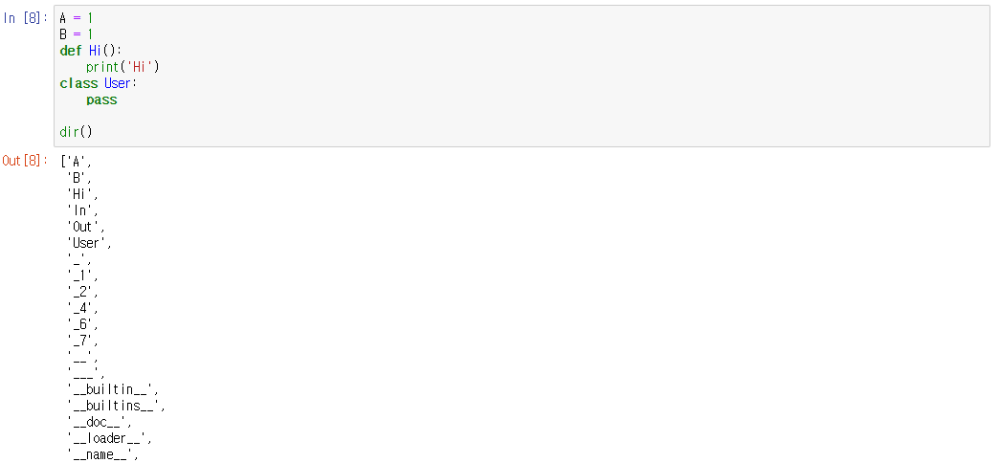 In [8]:
A = 1
B = 1
def Hi():
    print('Hi')
class User:
    pass

dir()
Out[8]:
['A',
 'B',
 'Hi',
 'In',
 'Out',
 'User',
 '_',
 '_1',
 '_2',
 '_4',
 '_6',
 '_7',
 '__',
 '___',
 '__builtin__',
 '__builtins__',
 '__doc__',
 '__loader__',
 '__name__',